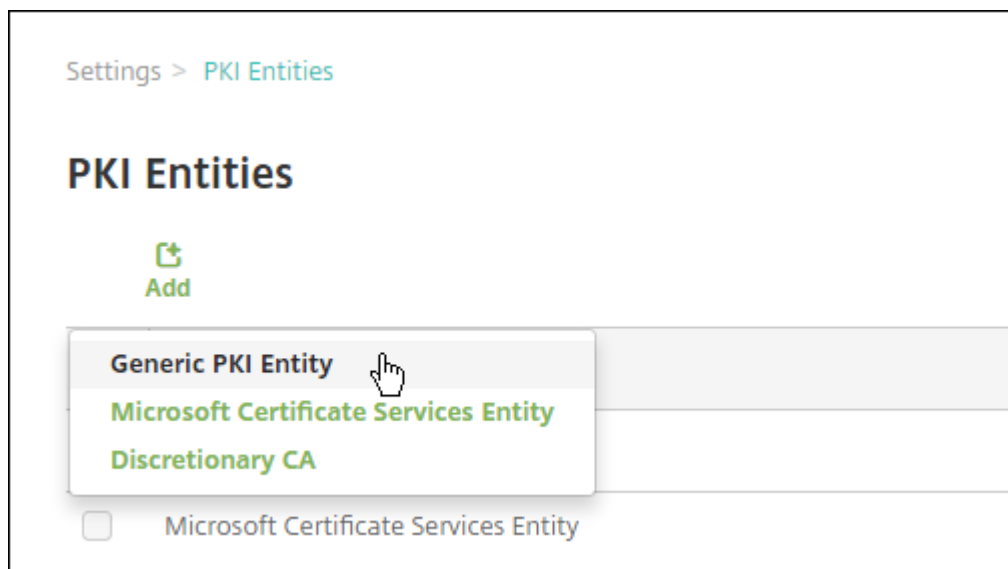 Settings > PKI Entities
PKI Entities
Add
Generic PKI Entity
Microsoft Certificate Services Entity
Discretionary CA
Microsoft Certificate Services Entity